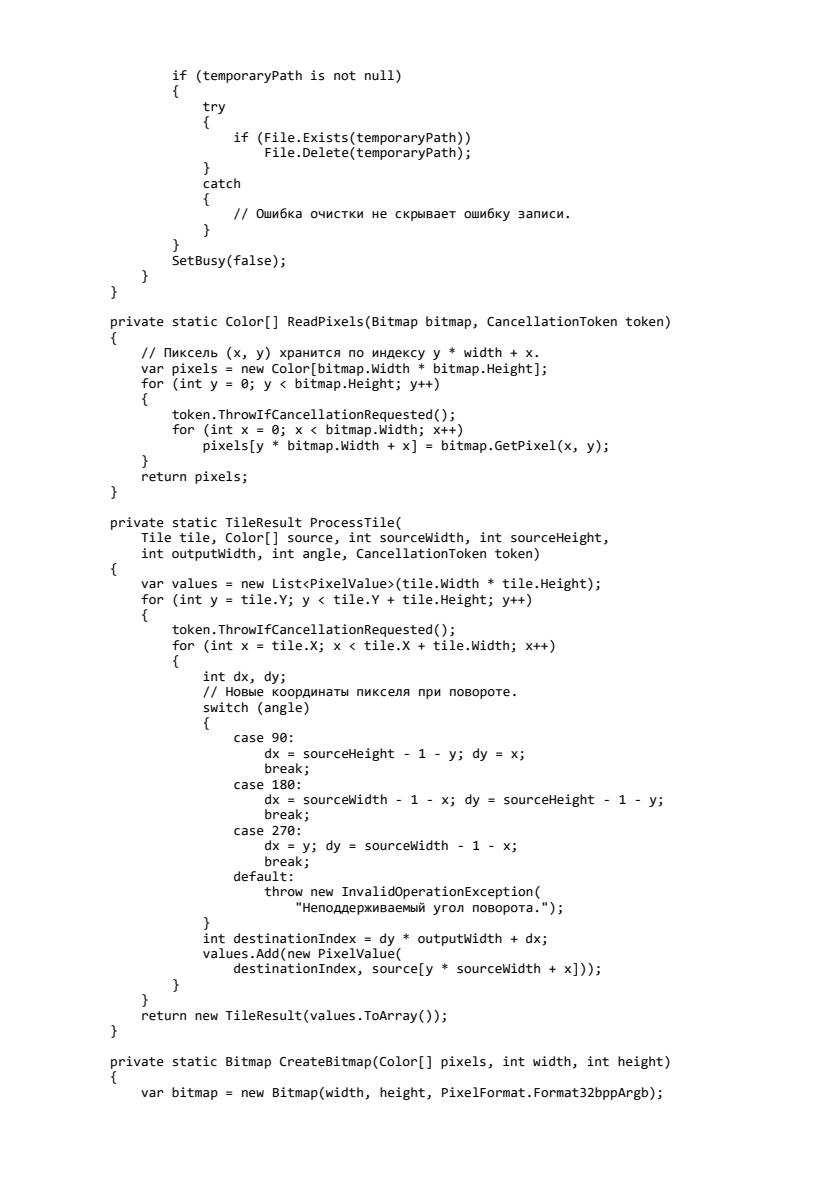 if (temporaryPath is not null)
        {
            try
            {
                if (File.Exists(temporaryPath))
                    File.Delete(temporaryPath);
            }
            catch
            {
                // Ошибка очистки не скрывает ошибку записи.
            }
        }
        SetBusy(false);
    }
}

private static Color[] ReadPixels(Bitmap bitmap, CancellationToken token)
{
    // Пиксель (x, y) хранится по индексу y * width + x.
    var pixels = new Color[bitmap.Width * bitmap.Height];
    for (int y = 0; y < bitmap.Height; y++)
    {
        token.ThrowIfCancellationRequested();
        for (int x = 0; x < bitmap.Width; x++)
            pixels[y * bitmap.Width + x] = bitmap.GetPixel(x, y);
    }
    return pixels;
}

private static TileResult ProcessTile(
    Tile tile, Color[] source, int sourceWidth, int sourceHeight,
    int outputWidth, int angle, CancellationToken token)
{
    var values = new List<PixelValue>(tile.Width * tile.Height);
    for (int y = tile.Y; y < tile.Y + tile.Height; y++)
    {
        token.ThrowIfCancellationRequested();
        for (int x = tile.X; x < tile.X + tile.Width; x++)
        {
            int dx, dy;
            // Новые координаты пикселя при повороте.
            switch (angle)
            {
                case 90:
                    dx = sourceHeight - 1 - y; dy = x;
                    break;
                case 180:
                    dx = sourceWidth - 1 - x; dy = sourceHeight - 1 - y;
                    break;
                case 270:
                    dx = y; dy = sourceWidth - 1 - x;
                    break;
                default:
                    throw new InvalidOperationException(
                        "Неподдерживаемый угол поворота.");
            }
            int destinationIndex = dy * outputWidth + dx;
            values.Add(new PixelValue(
                destinationIndex, source[y * sourceWidth + x]));
        }
    }
    return new TileResult(values.ToArray());
}

private static Bitmap CreateBitmap(Color[] pixels, int width, int height)
{
    var bitmap = new Bitmap(width, height, PixelFormat.Format32bppArgb);